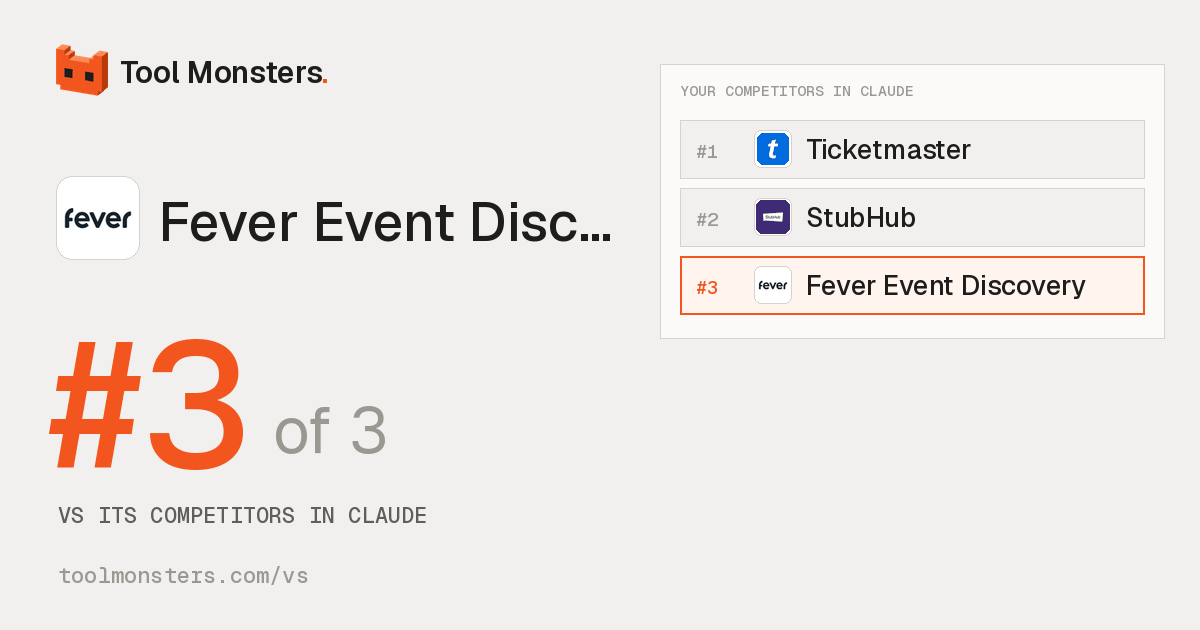 Tool Monsters.
fever
Fever Event Disc...
#3 of 3
VS ITS COMPETITORS IN CLAUDE
toolmonsters.com/vs
YOUR COMPETITORS IN CLAUDE
#1 t Ticketmaster
#2 StubHub StubHub
#3 fever Fever Event Discovery